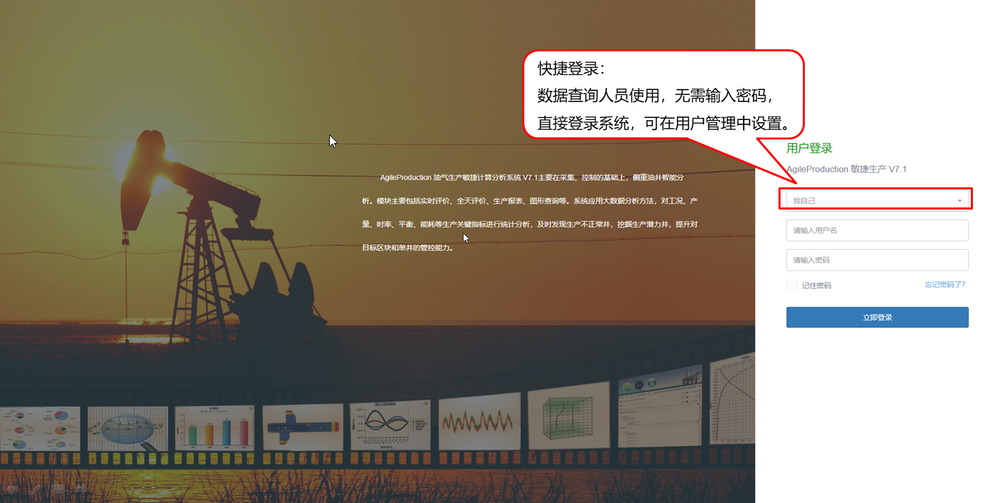 快捷登录：
数据查询人员使用，无需输入密码，
直接登录系统，可在用户管理中设置。
AgileProduction 油气生产敏捷计算分析系统 V7.1主要在采集、控制的基础上，侧重油井智能分
析。模块主要包括实时评价、全天评价、生产报表、图形查询等。系统应用大数据分析方法，对工况、产
量、时率、平衡、能耗等生产关键指标进行统计分析，及时发现生产不正常井，挖掘生产潜力井，提升对
目标区块和单井的管控能力。
用户登录
AgileProduction 敏捷生产 V7.1
我自己
请输入用户名
请输入密码
记住密码
忘记密码了?
立即登录